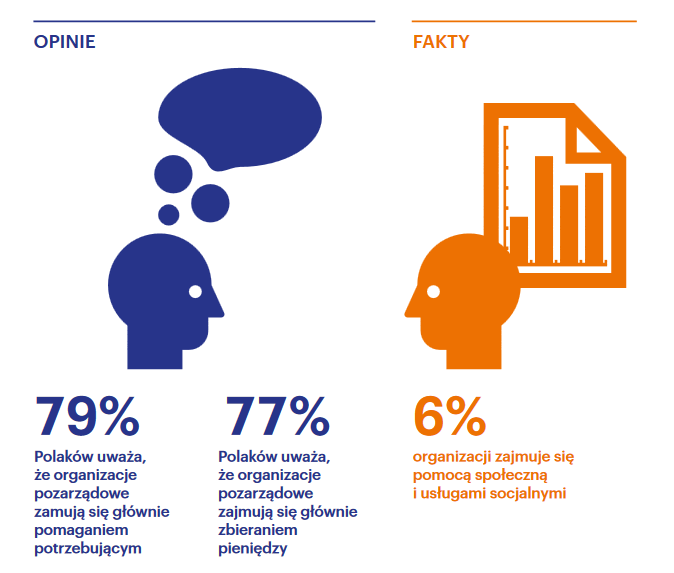 OPINIE
79%
Polaków uważa,
że organizacje
pozarządowe
zamują się głównie
pomaganiem
potrzebującym
77%
Polaków uważa,
że organizacje
pozarządowe
zajmują się głównie
zbieraniem
pieniędzy
FAKTY
6%
organizacji zajmuje się
pomocą społeczną
i usługami socjalnymi